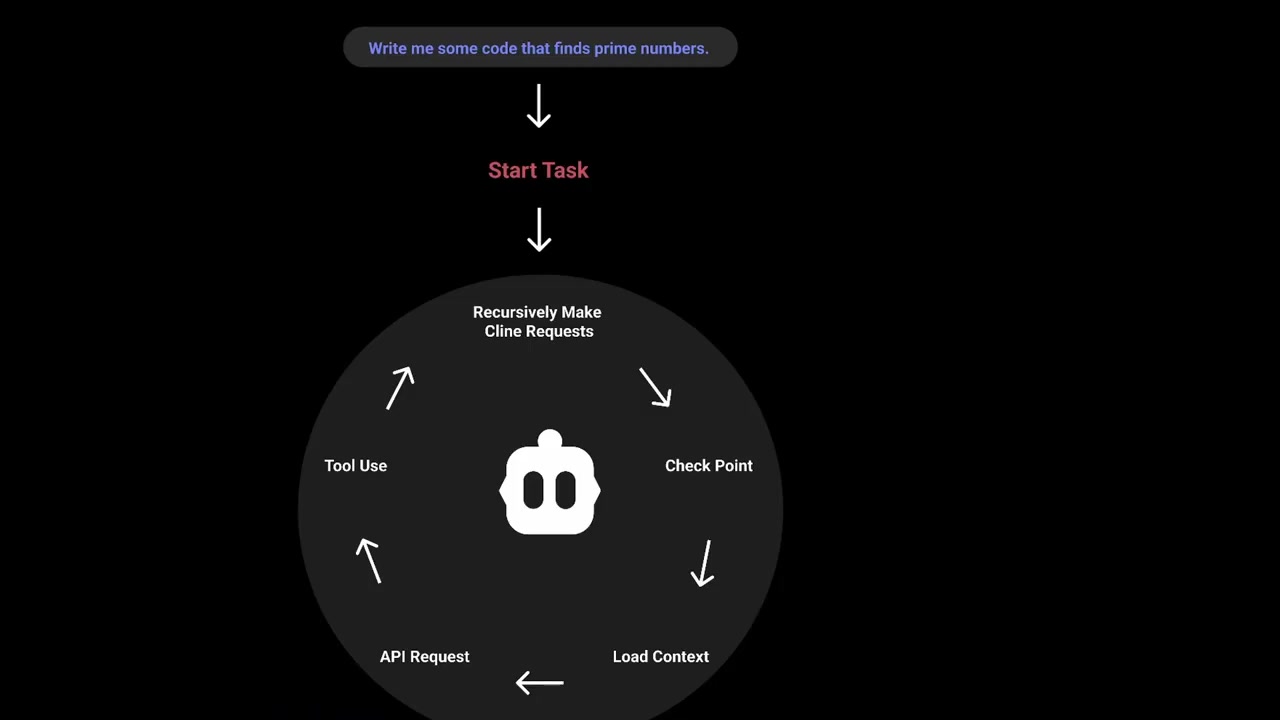 Write me some code that finds prime numbers.
Start Task
Recursively Make
Cline Requests
Tool Use
Check Point
API Request
Load Context